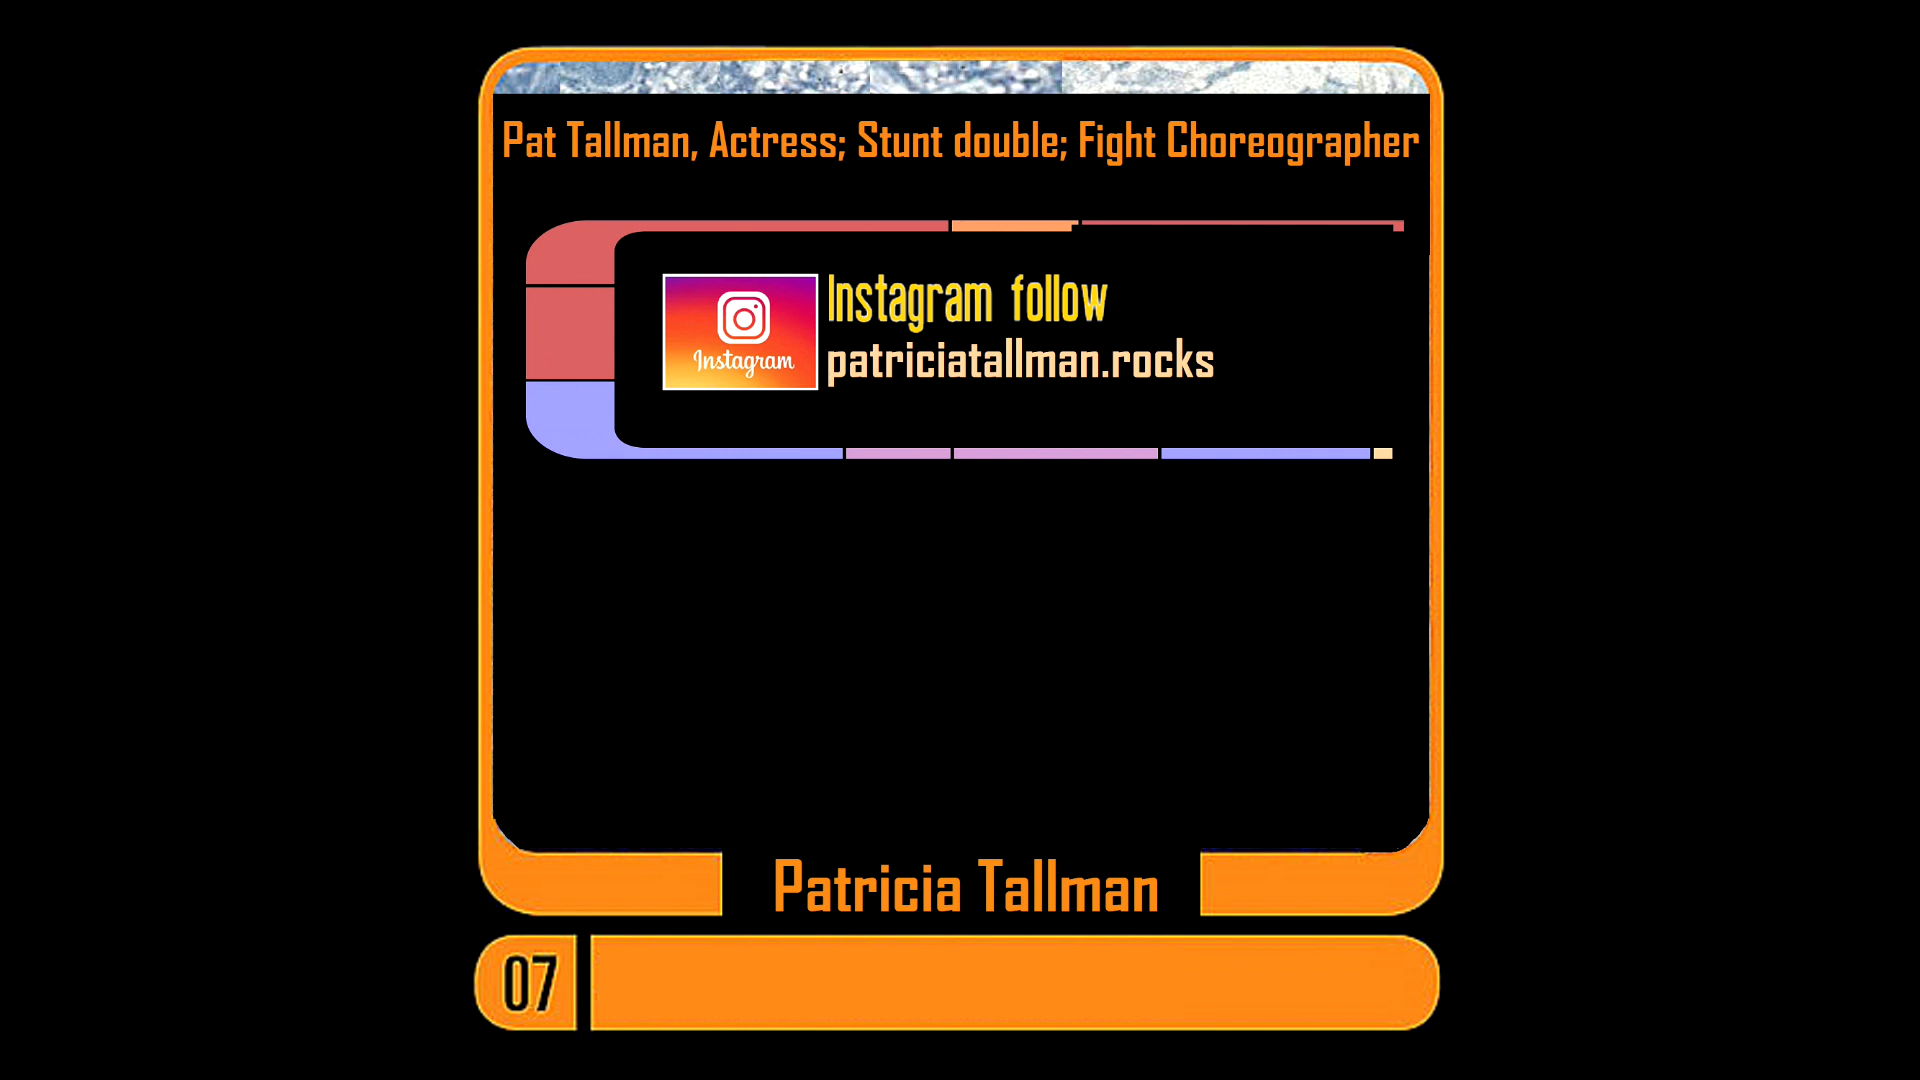 Pat Tallman, Actress; Stunt double; Fight Choreographer
Instagram follow
Instagram
patriciatallman.rocks
Patricia Tallman
07